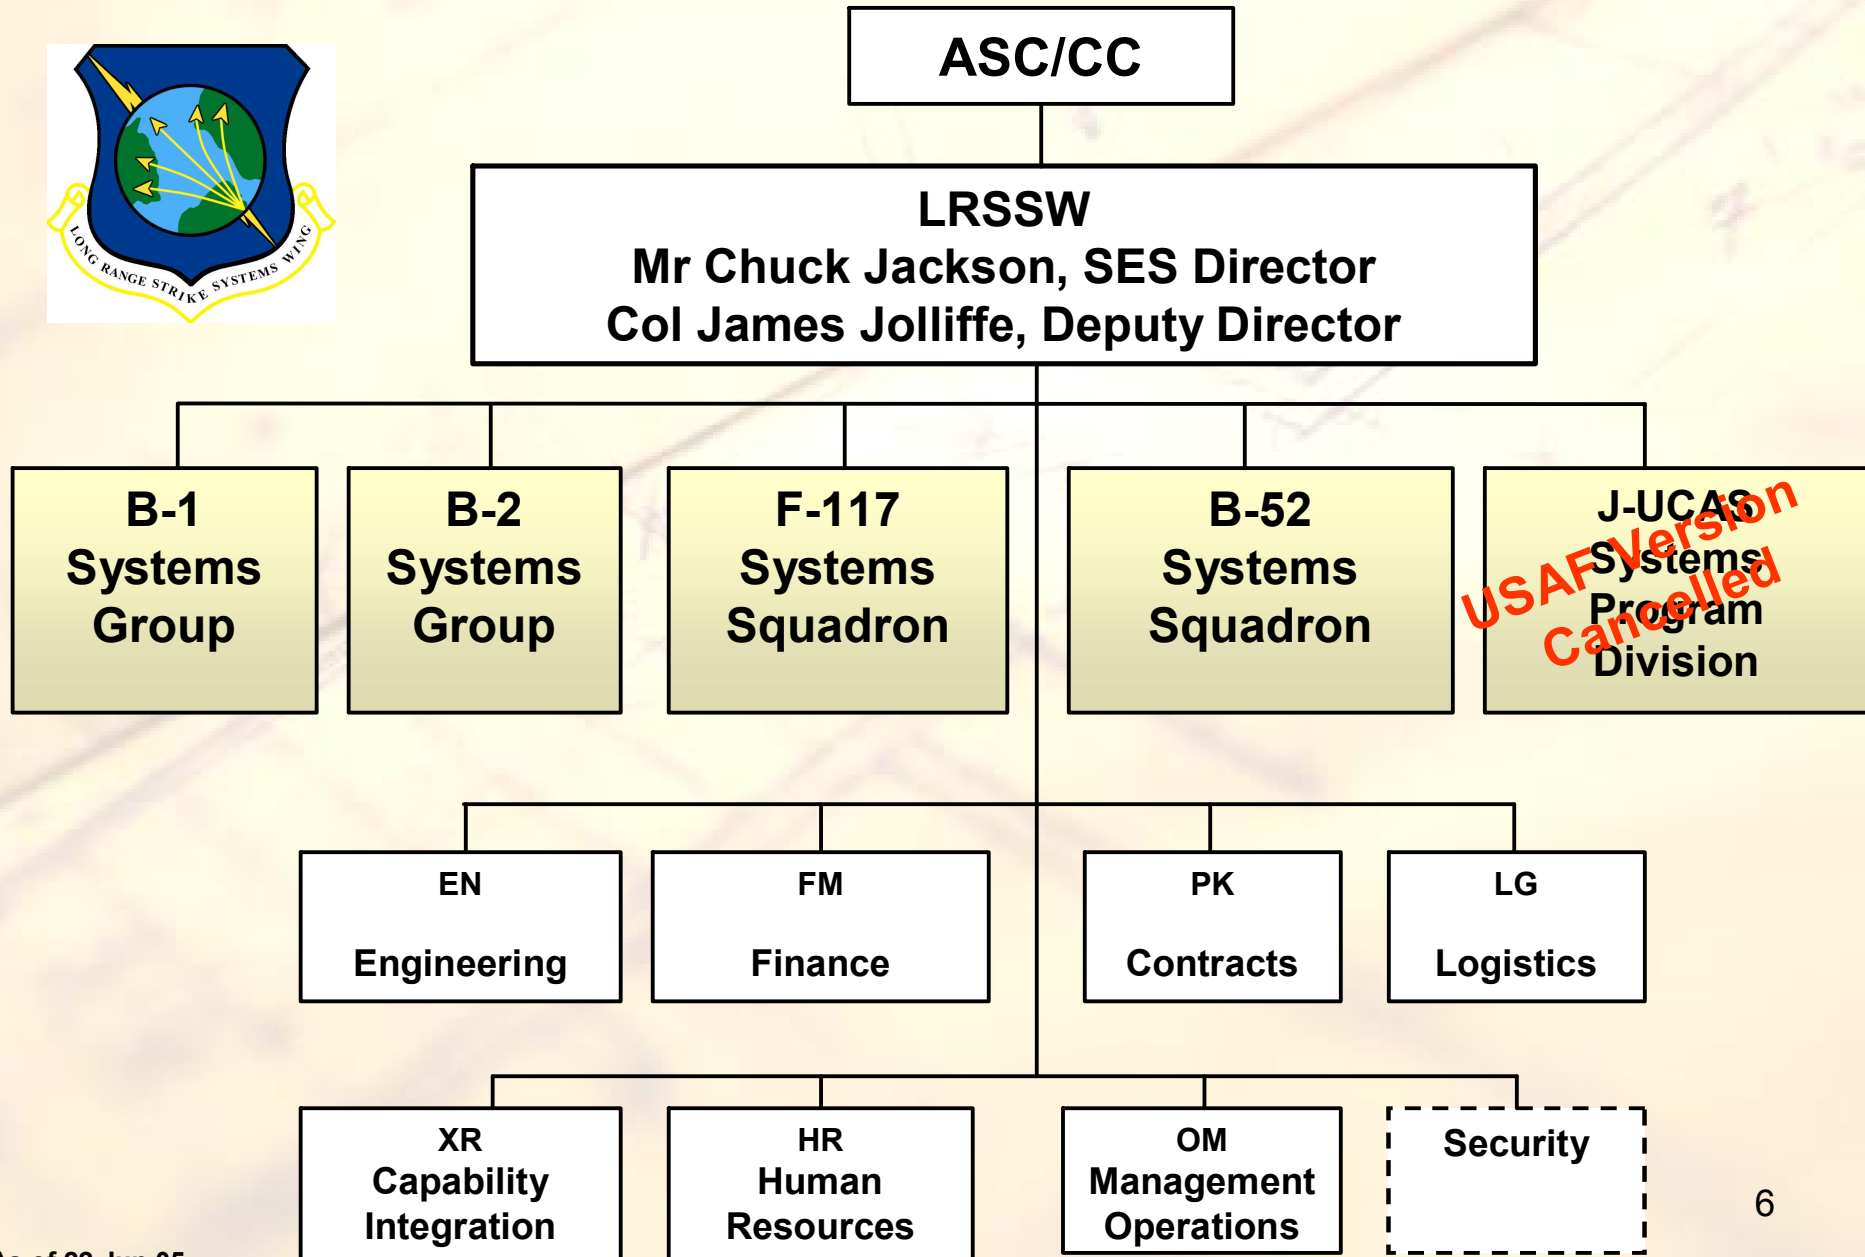 ASC/CC
LONG RANGE STRIKE SYSTEMS WING
LRSSW
Mr Chuck Jackson, SES Director
Col James Jolliffe, Deputy Director
B-1
Systems
Group
B-2
Systems
Group
F-117
Systems
Squadron
B-52
Systems
Squadron
J-UCAS
Systems
Program
Division
USAF Version
Cancelled
EN
Engineering
FM
Finance
PK
Contracts
LG
Logistics
XR
Capability
Integration
HR
Human
Resources
OM
Management
Operations
Security
6